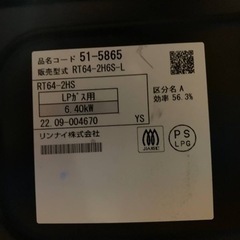 品名コード 51-5865
販売型式 RT64-2H6S-L
RT64-2HS
LPガス用
6.40kW
22.09-004670
YS
リンナイ株式会社
区分名 A
効率 56.3%
JIA
PS
LPG